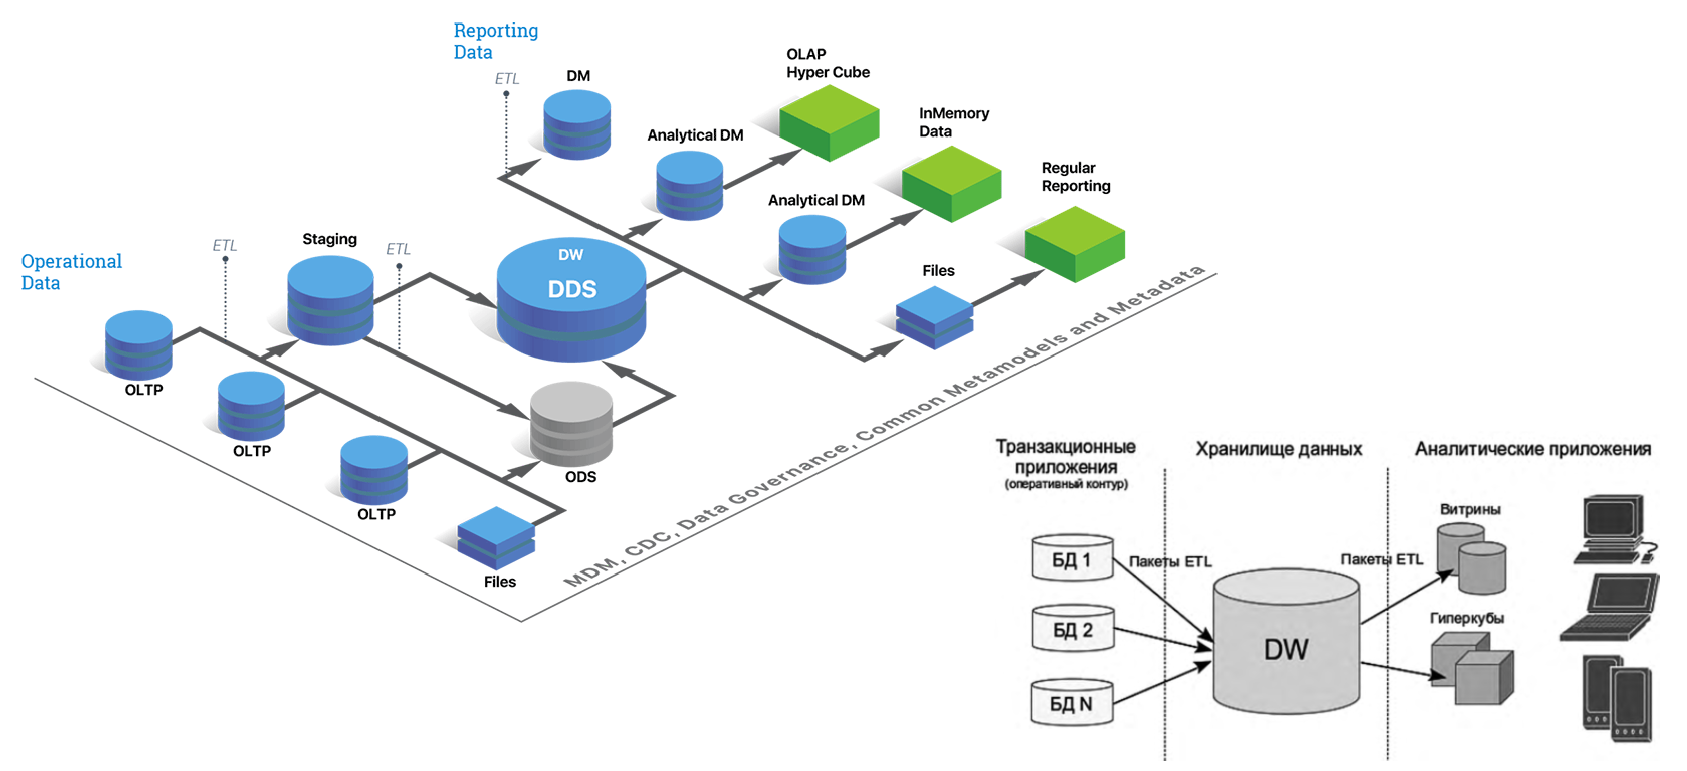 Reporting
Data
ETL
DM
OLAP
Hyper Cube
Analytical DM
InMemory
Data
Regular
Reporting
Analytical DM
Files
Operational
Data
ETL
Staging
ETL
DW
DDS
OLTP
OLTP
OLTP
ODS
Files
MDM, CDC, Data Governance, Common Metamodels and Metadata
Транзакционные
приложения
(оперативный контур)
Хранилище данных
Аналитические приложения
БД 1
БД 2
БД N
Пакеты ETL
DW
Пакеты ETL
Витрины
Гиперкубы